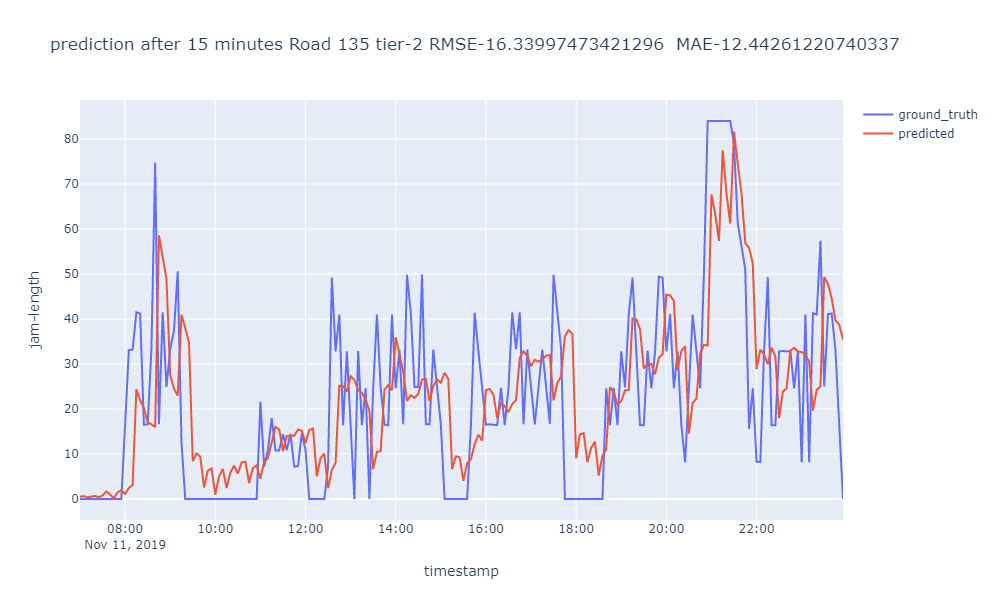 prediction after 15 minutes Road 135 tier-2 RMSE-16.33997473421296  MAE-12.44261220740337
ground_truth
predicted
80
70
60
50
40
30
20
10
0
jam-length
08:00 10:00 12:00 14:00 16:00 18:00 20:00 22:00
Nov 11, 2019
timestamp